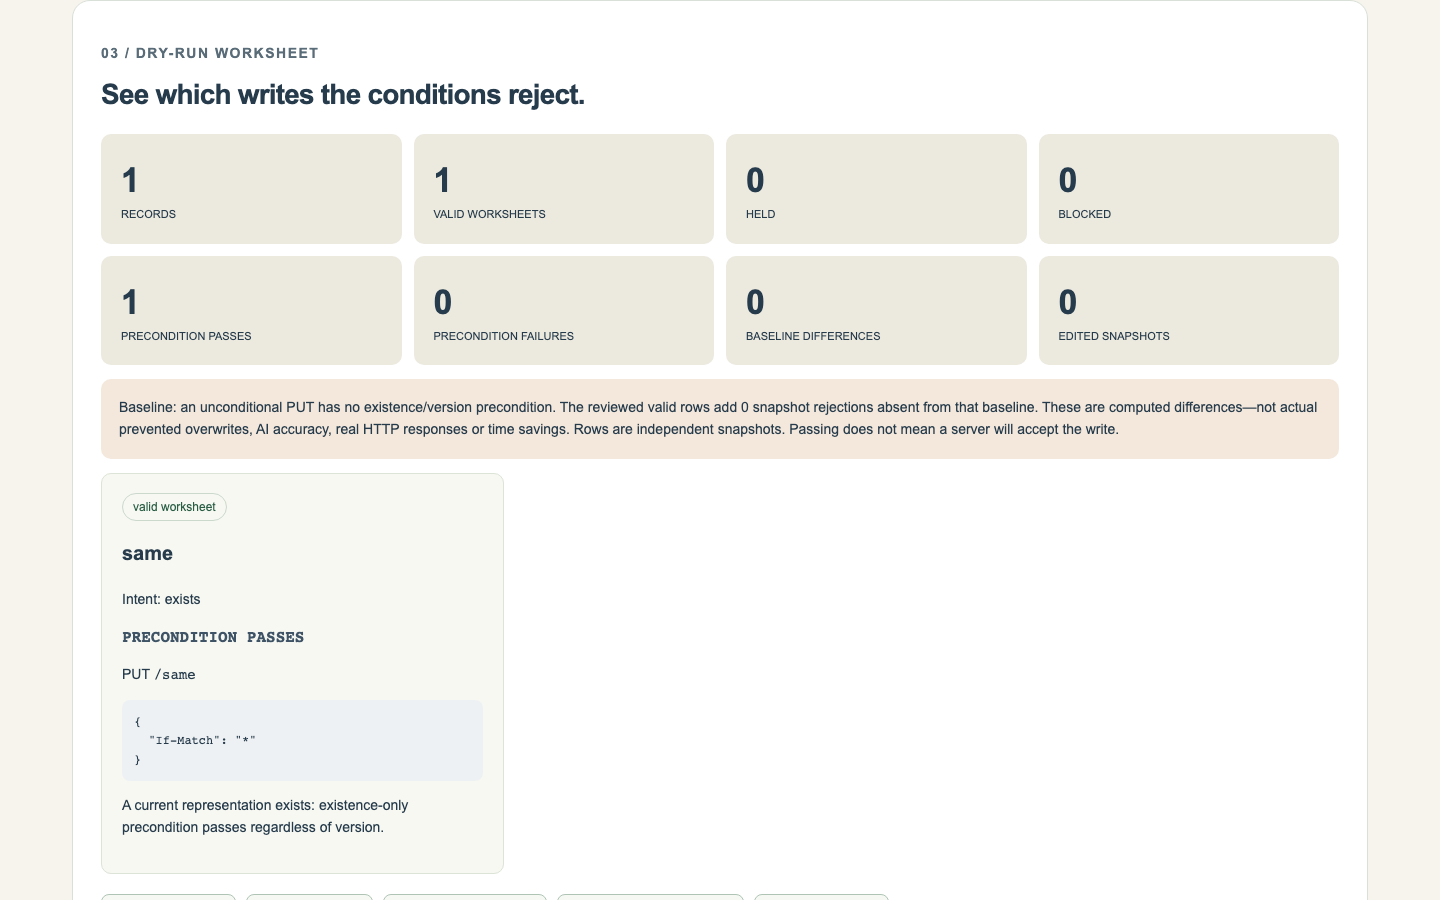 03 / DRY-RUN WORKSHEET
See which writes the conditions reject.
1
RECORDS
1
VALID WORKSHEETS
0
HELD
0
BLOCKED
1
PRECONDITION PASSES
0
PRECONDITION FAILURES
0
BASELINE DIFFERENCES
0
EDITED SNAPSHOTS
Baseline: an unconditional PUT has no existence/version precondition. The reviewed valid rows add 0 snapshot rejections absent from that baseline. These are computed differences—not actual
prevented overwrites, AI accuracy, real HTTP responses or time savings. Rows are independent snapshots. Passing does not mean a server will accept the write.
valid worksheet
same
Intent: exists
PRECONDITION PASSES
PUT /same
{
"If-Match": "*"
}
A current representation exists: existence-only
precondition passes regardless of version.